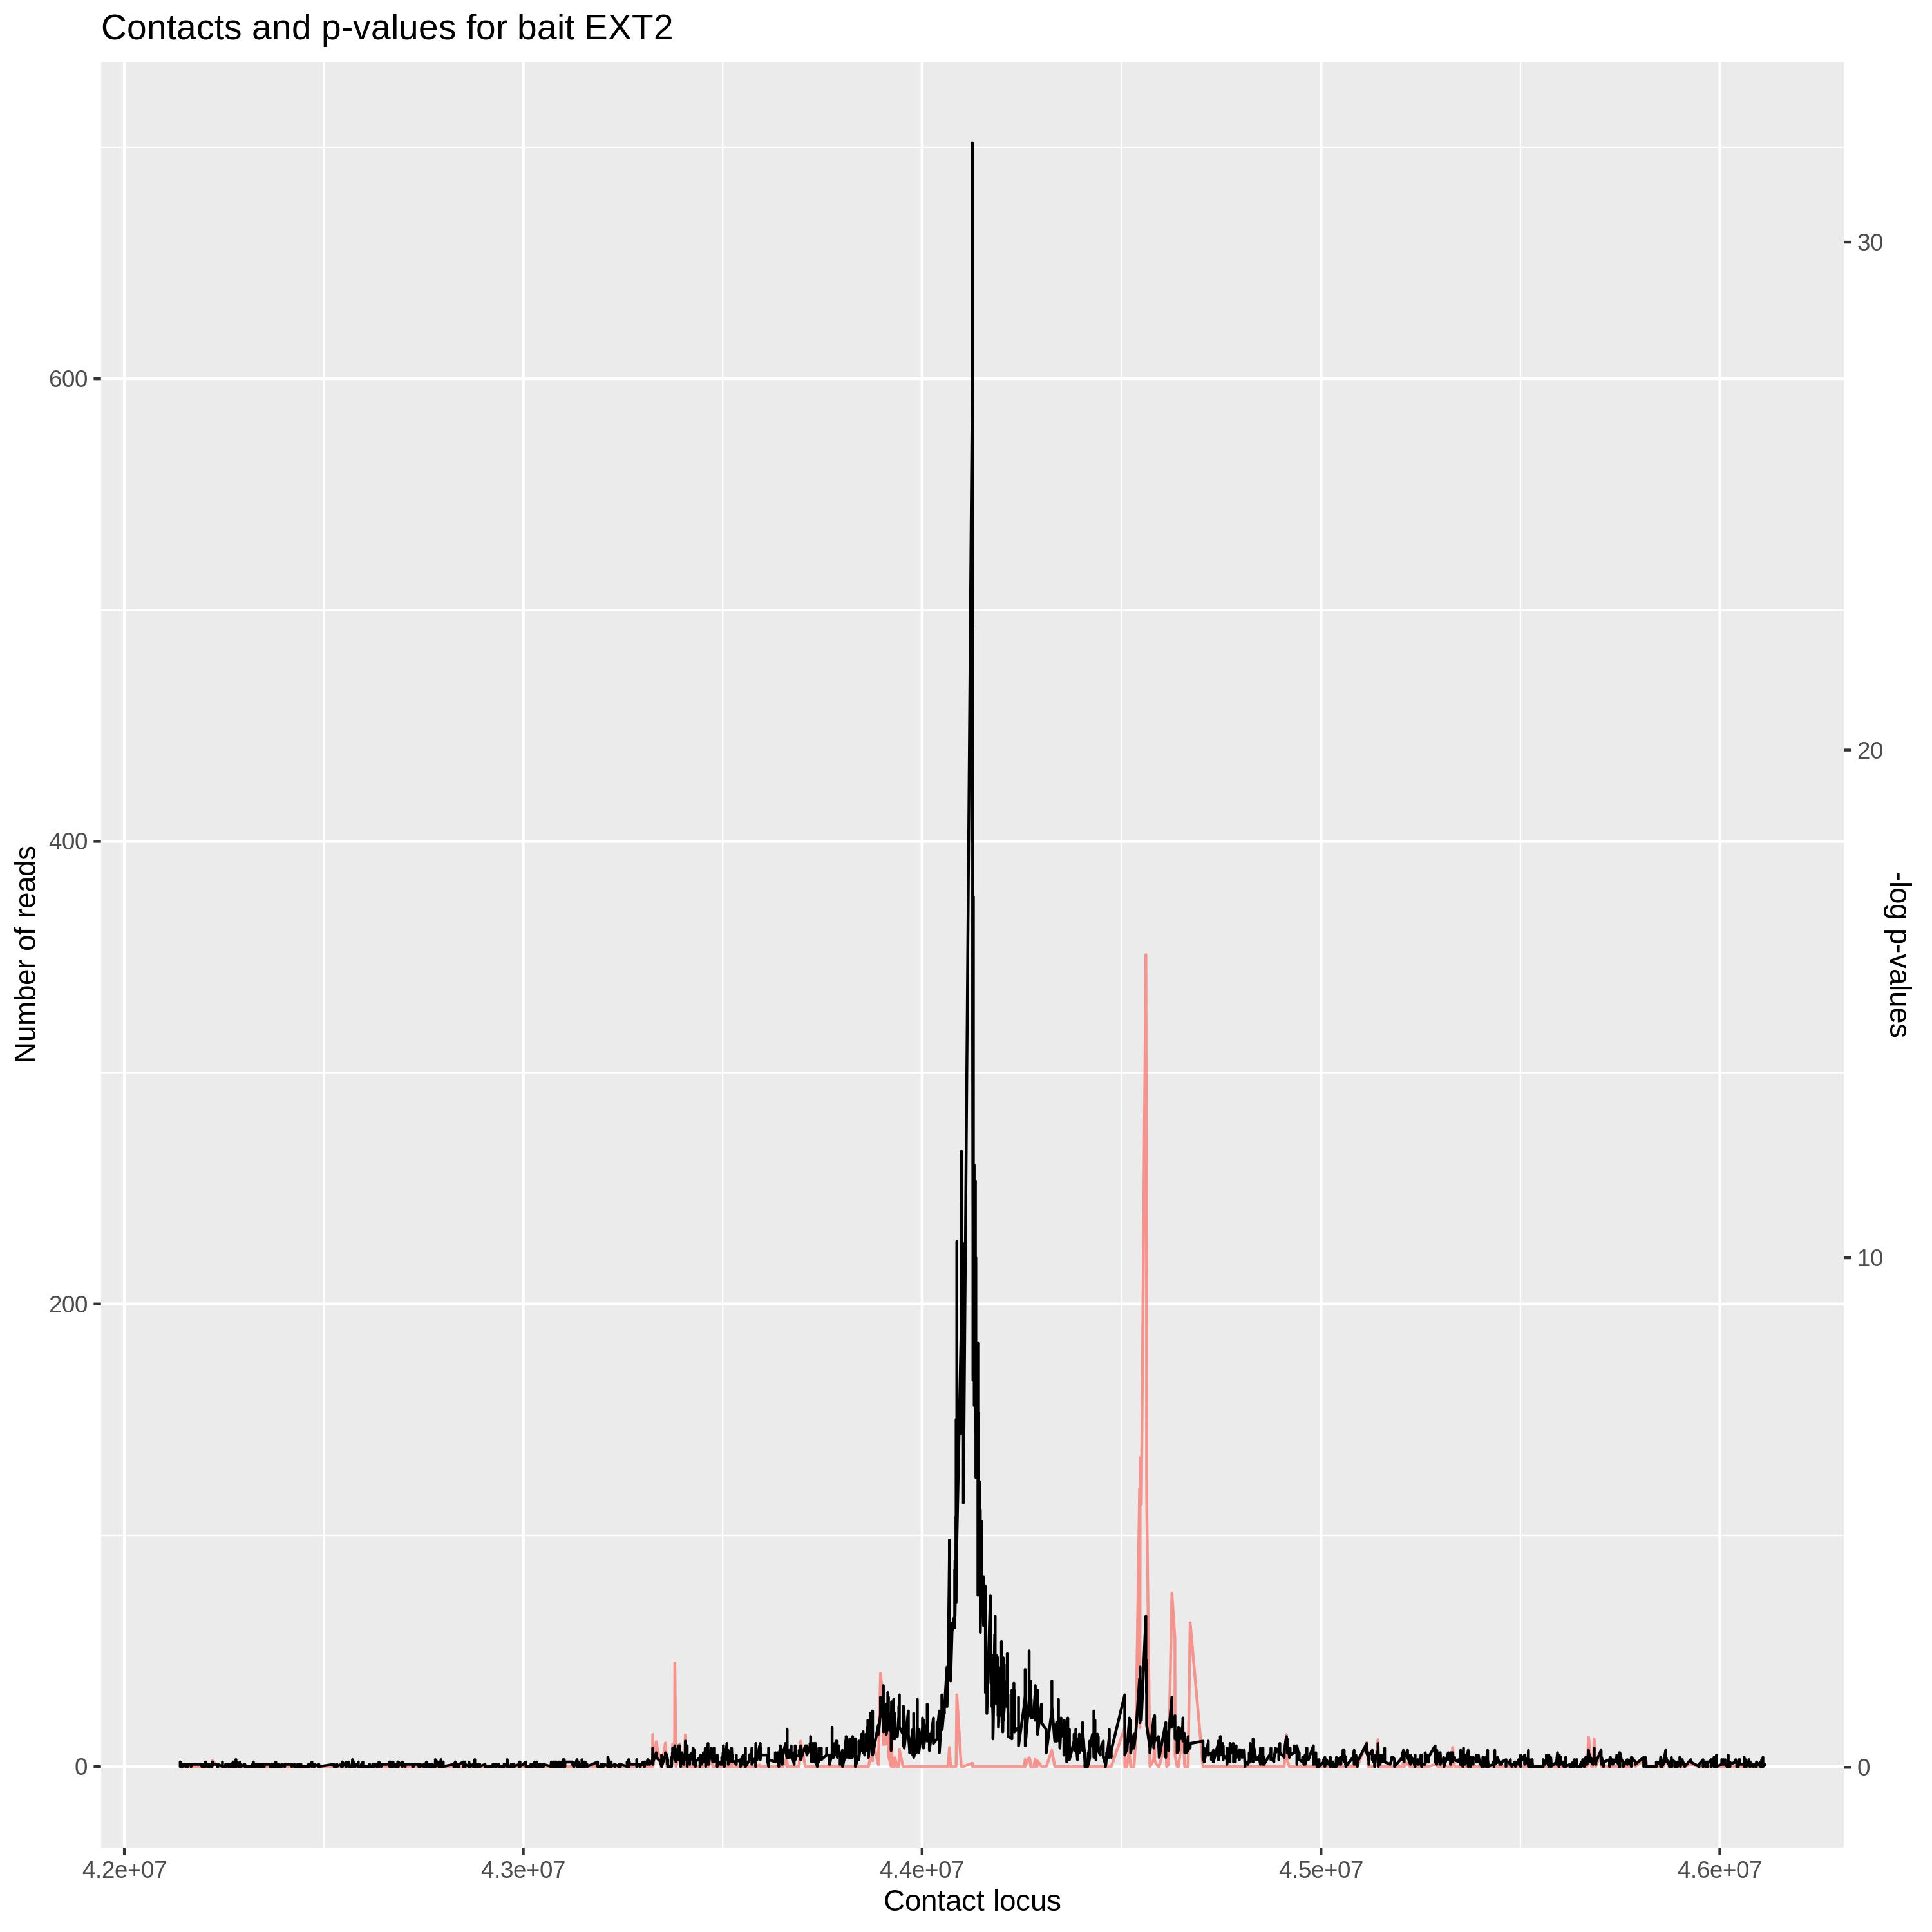 Contacts and p-values for bait EXT2
30
600
20
400
Number of reads
-log p-values
10
200
0
0
4.2e+07 4.3e+07 4.4e+07 4.5e+07 4.6e+07
Contact locus